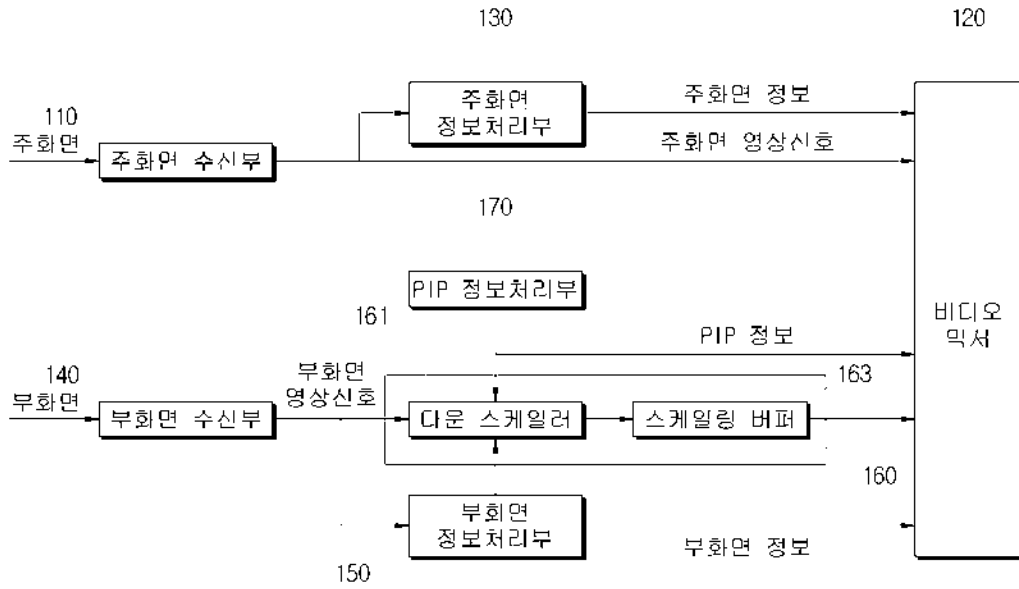 130
120
주화면
정보처리부
주화면 정보
110
주화면
주화면 수신부
주화면 영상신호
170
PIP 정보처리부
161
비디오
믹서
PIP 정보
140
부화면
부화면
영상신호
163
부화면 수신부
다운 스케일러
스케일링 버퍼
160
부화면
정보처리부
부화면 정보
150